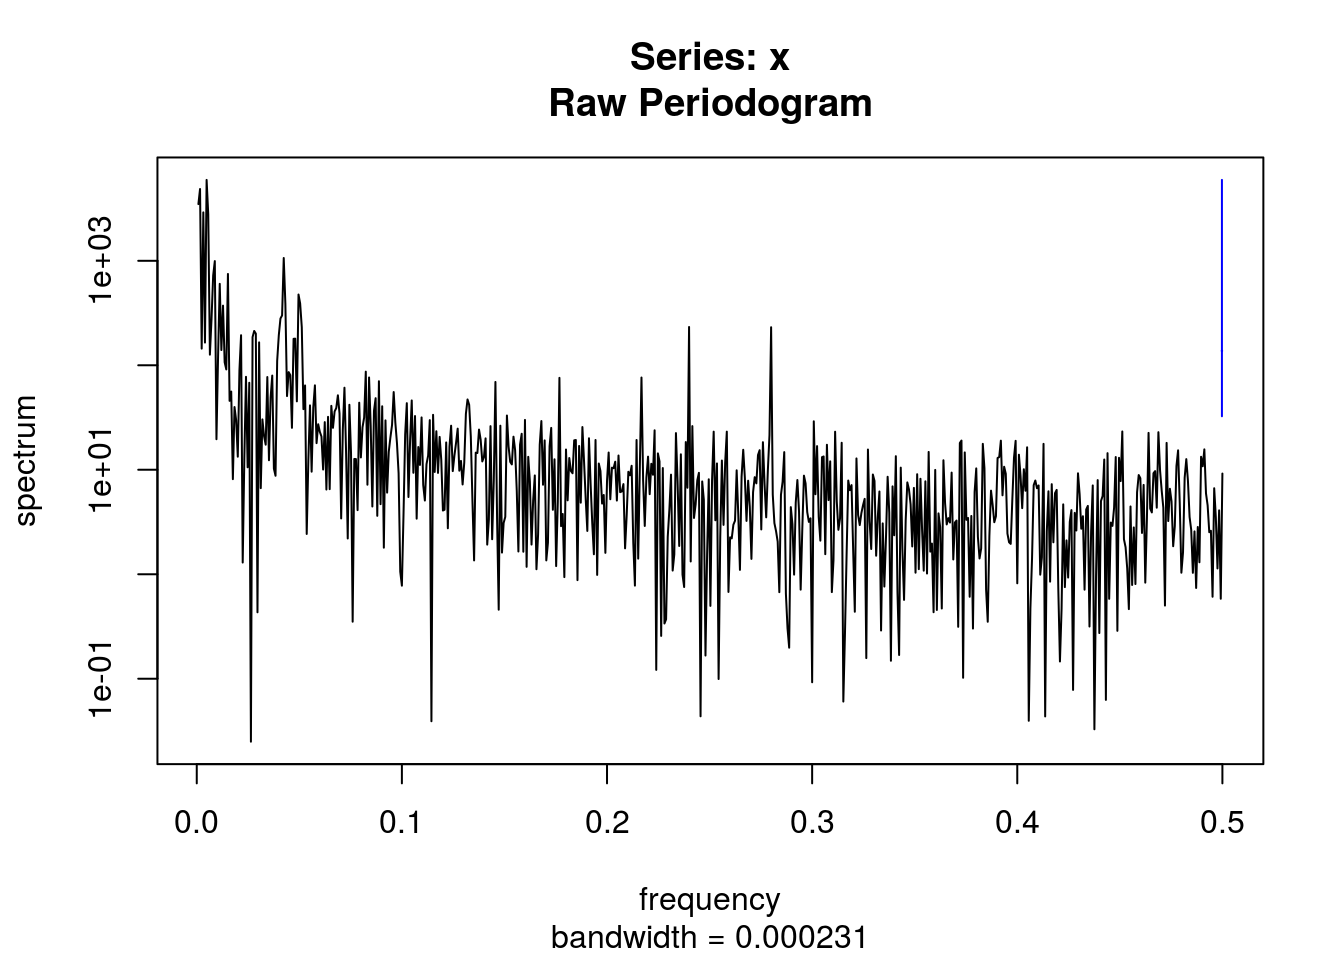 Series: x
Raw Periodogram
spectrum
1e+03
1e+01
1e-01
0.0 0.1 0.2 0.3 0.4 0.5
frequency
bandwidth = 0.000231